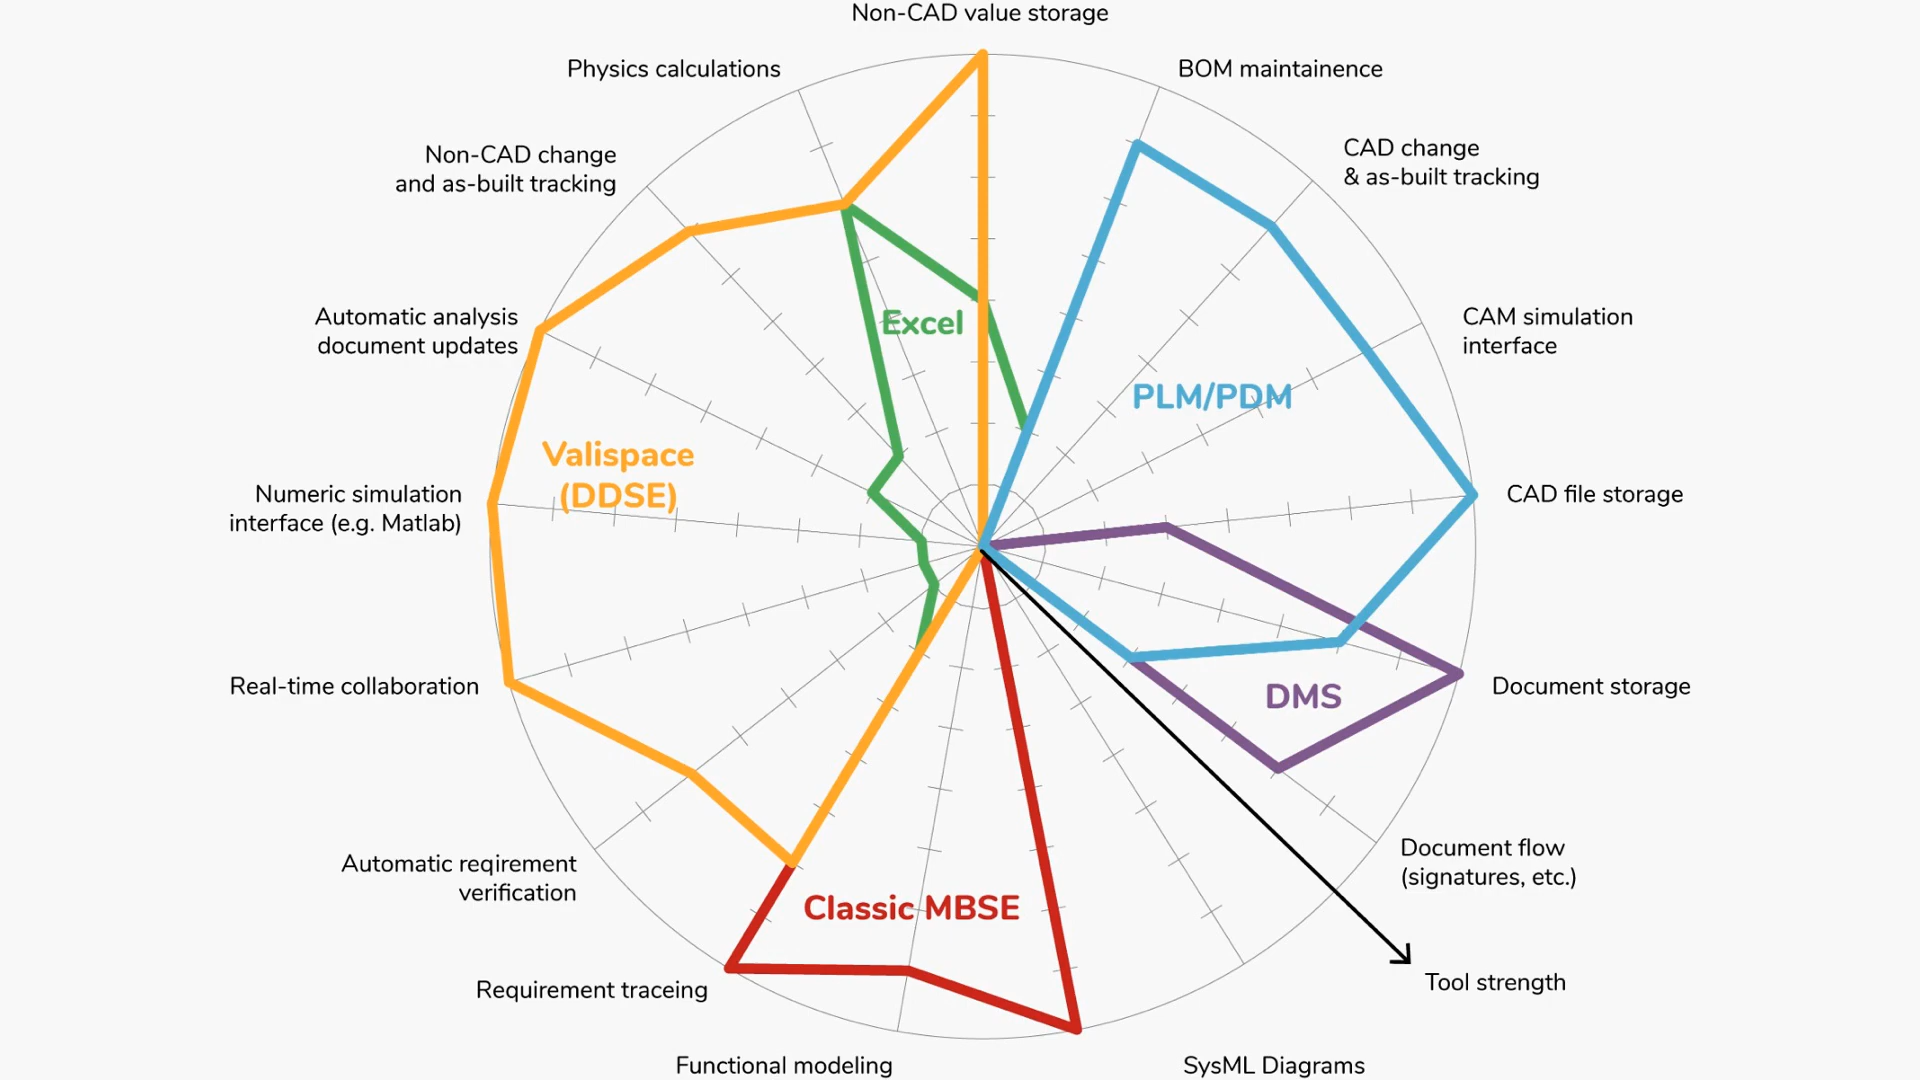 Non-CAD value storage
Physics calculations
BOM maintainence
Non-CAD change
and as-built tracking
CAD change
& as-built tracking
Automatic analysis
document updates
Excel
CAM simulation
interface
PLM/PDM
Valispace
(DDSE)
Numeric simulation
interface (e.g. Matlab)
CAD file storage
Real-time collaboration
DMS
Document storage
Automatic reqirement
verification
Document flow
(signatures, etc.)
Classic MBSE
Requirement traceing
Tool strength
Functional modeling
SysML Diagrams